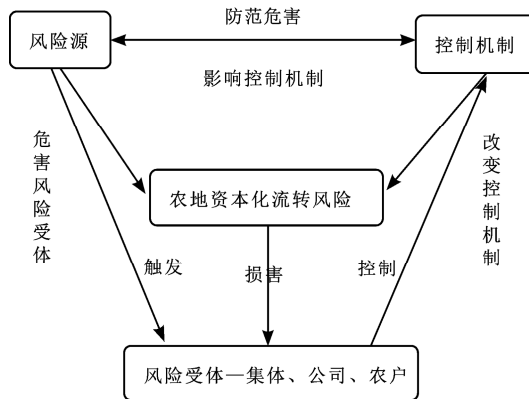 防范危害
风险源
控制机制
影响控制机制
危害风险受体
改变控制机制
农地资本化流转风险
触发
损害
控制
风险受体—集体、公司、农户